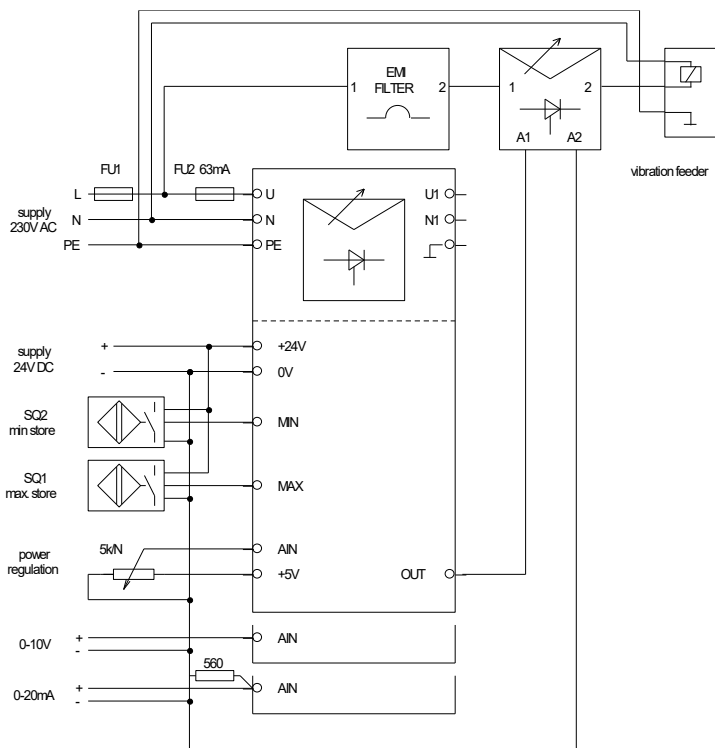 EMI
FILTER
1 2
1 2
A1 A2
vibration feeder
FU1 FU2 63mA
L U U1
supply
230V AC
N N N1
PE PE
supply
24V DC
+ +24V
- 0V
SQ2
min store
MIN
SQ1
max. store
MAX
power
regulation
5k/N
AIN
+5V OUT
0-10V
+ AIN
-
560
0-20mA
+ AIN
-